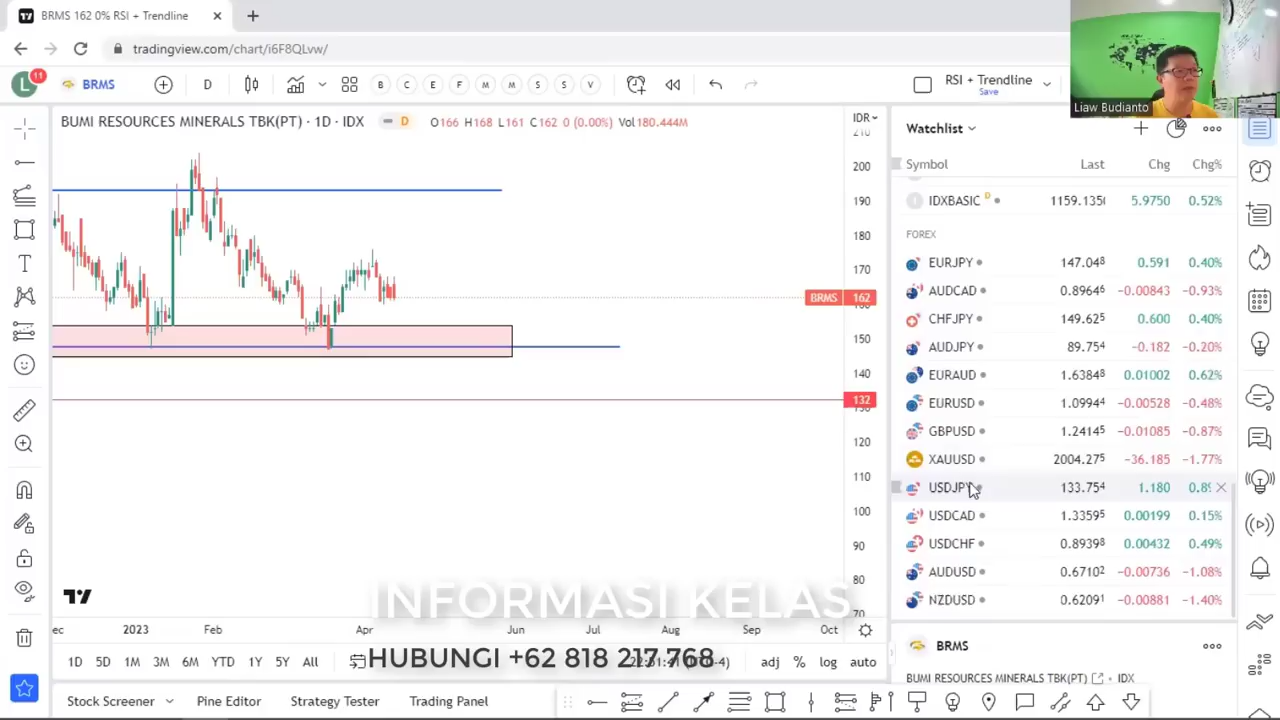 BRMS 162 0% RSI + Trendline
tradingview.com/chart/i6F8QLvw/
L 11 BRMS D B C E F M M S S V RSI + Trendline
Save
Liaw Budianto
BUMI RESOURCES MINERALS TBK(PT) · 1D · IDX D O166 H168 L161 (0.00%) Vol180.444M
IDR
210
200
190
180
170
BRMS 162
150
140
132
120
110
100
90
80
70
Watchlist
Symbol Last Chg Chg%
IDXBASIC D 1159.135 5.9750 0.52%
FOREX
EURJPY 147.048 0.591 0.40%
AUDCAD 0.89646 −0.00843 −0.93%
CHFJPY 149.625 0.600 0.40%
AUDJPY 89.754 −0.182 −0.20%
EURAUD 1.63848 0.01002 0.62%
EURUSD 1.09944 −0.00528 −0.48%
GBPUSD 1.24145 −0.01085 −0.87%
XAUUSD 2004.275 −36.185 −1.77%
USDJPY 133.754 1.180
USDCAD 1.33595 0.00199 0.15%
USDCHF 0.89398 0.00432 0.49%
AUDUSD 0.67102 −0.00736 −1.08%
NZDUSD 0.62091 −0.00881 −1.40%
INFORMASI KELAS
2023 Feb Apr Jun Jul Aug Sep Oct
HUBUNGI +62 818 217 768
1D 5D 1M 3M 6M YTD 1Y 5Y All adj % log auto
BRMS
BUMI RESOURCES MINERALS TBK(PT) IDX
Stock Screener Pine Editor Strategy Tester Trading Panel